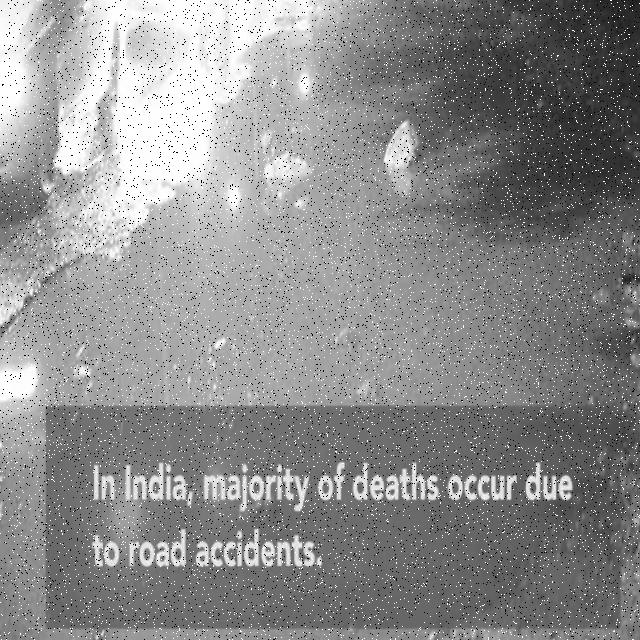 In India, majority of deaths occur due
to road accidents.